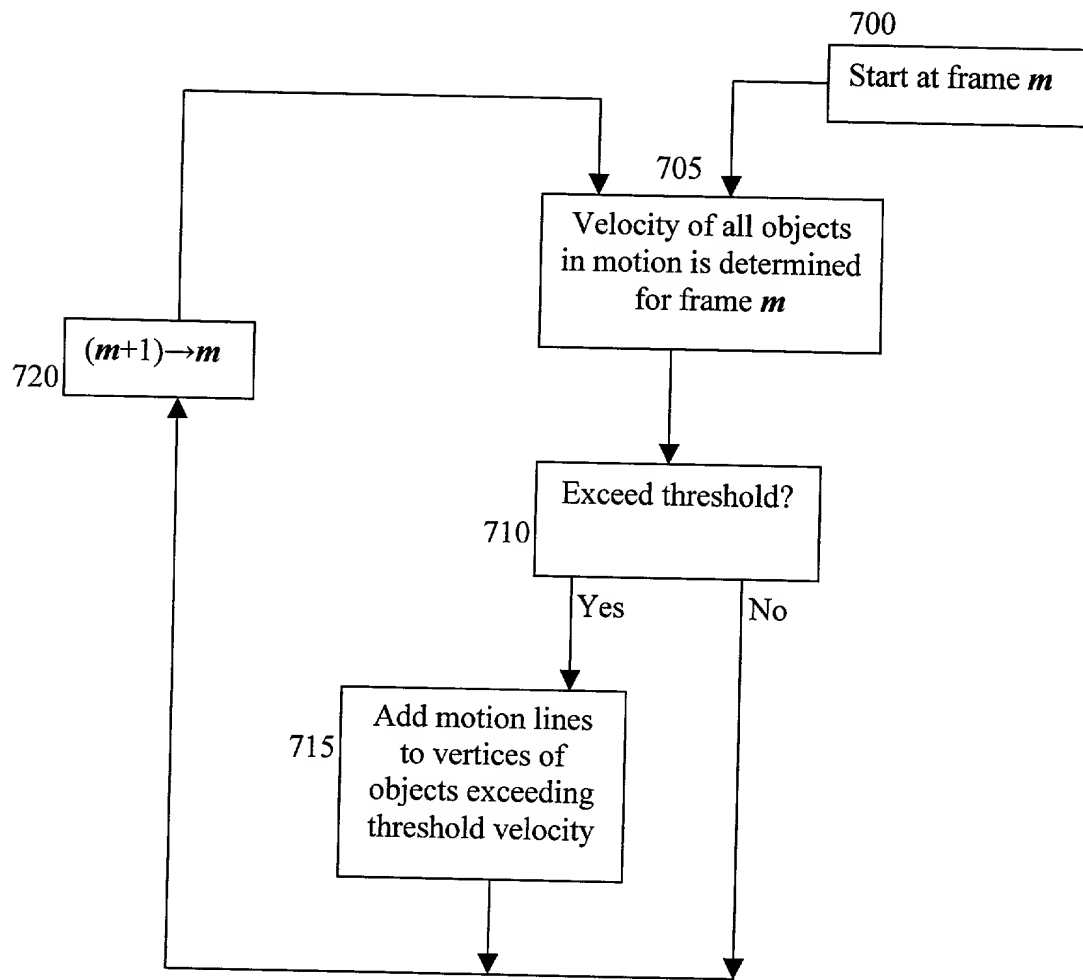 700
Start at frame m
705
Velocity of all objects
in motion is determined
for frame m
(m+1)→m
720
Exceed threshold?
710
Yes
No
Add motion lines
715
to vertices of
objects exceeding
threshold velocity